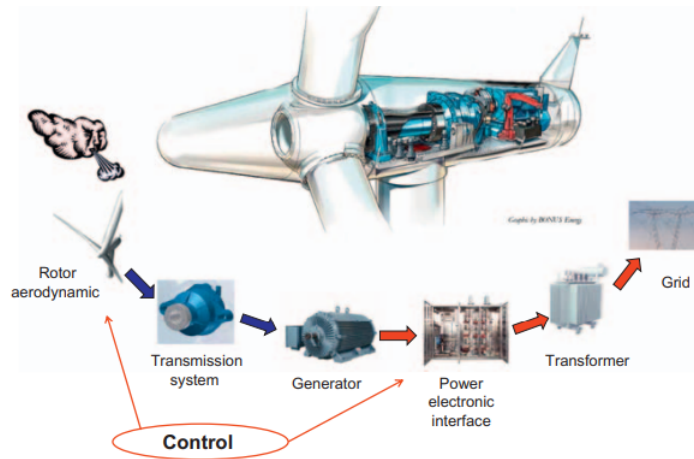 Graphic by BONUS Energy
Rotor
aerodynamic
Grid
Transmission
system
Generator
Power
electronic
interface
Transformer
Control